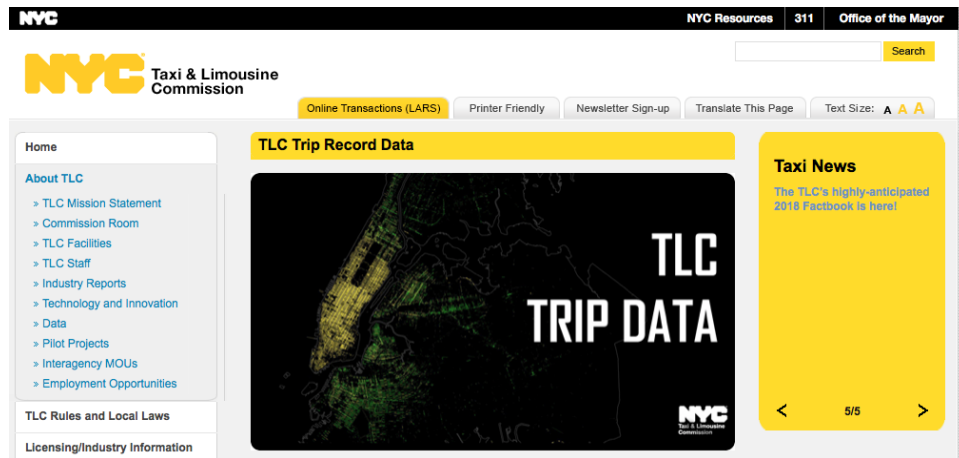 NYC
NYC Resources
311
Office of the Mayor
Search
NYC
Taxi & Limousine
Commission
Online Transactions (LARS)
Printer Friendly
Newsletter Sign-up
Translate This Page
Text Size: A A A
Home
About TLC
» TLC Mission Statement
» Commission Room
» TLC Facilities
» TLC Staff
» Industry Reports
» Technology and Innovation
» Data
» Pilot Projects
» Interagency MOUs
» Employment Opportunities
TLC Rules and Local Laws
Licensing/Industry Information
TLC Trip Record Data
TLC
TRIP DATA
NYC
Taxi & Limousine
Commission
Taxi News
The TLC's highly-anticipated
2018 Factbook is here!
< 5/5 >